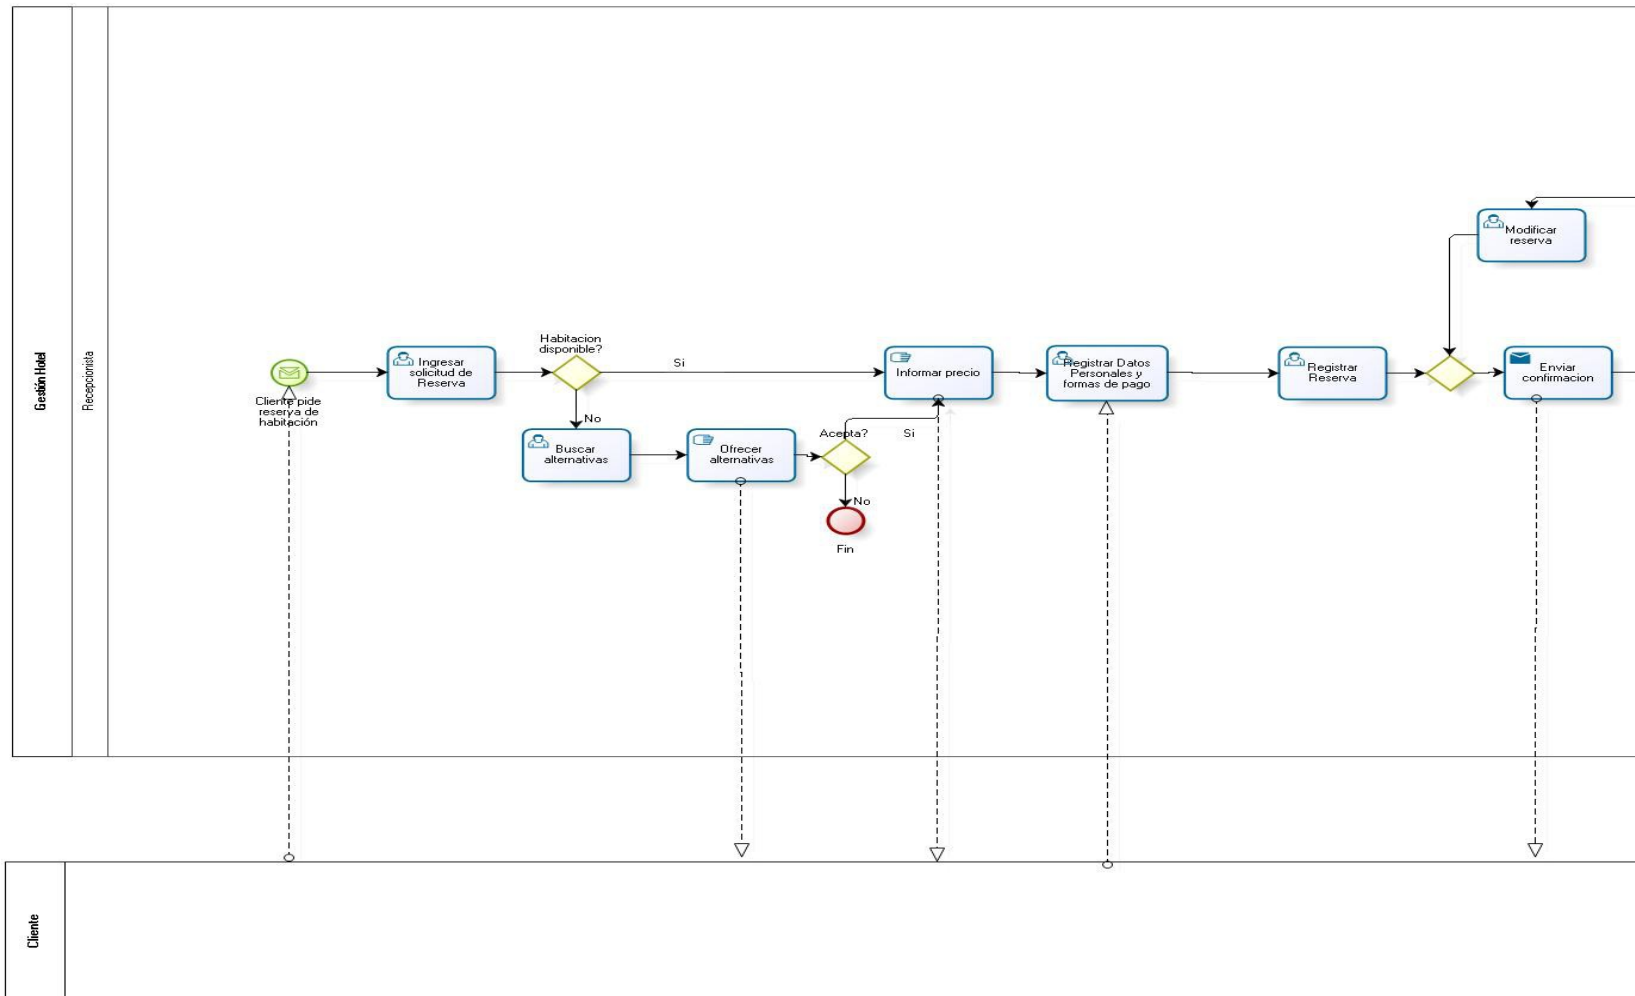 Gestión Hotel
Recepcionista
Cliente pide
reserva de
habitación
Ingresar
solicitud de
Reserva
Habitacion
disponible?
Si
No
Buscar
alternativas
Ofrecer
alternativas
Acepta?
Si
No
Fin
Informar precio
Registrar Datos
Personales y
formas de pago
Registrar
Reserva
Modificar
reserva
Enviar
confirmacion
Cliente